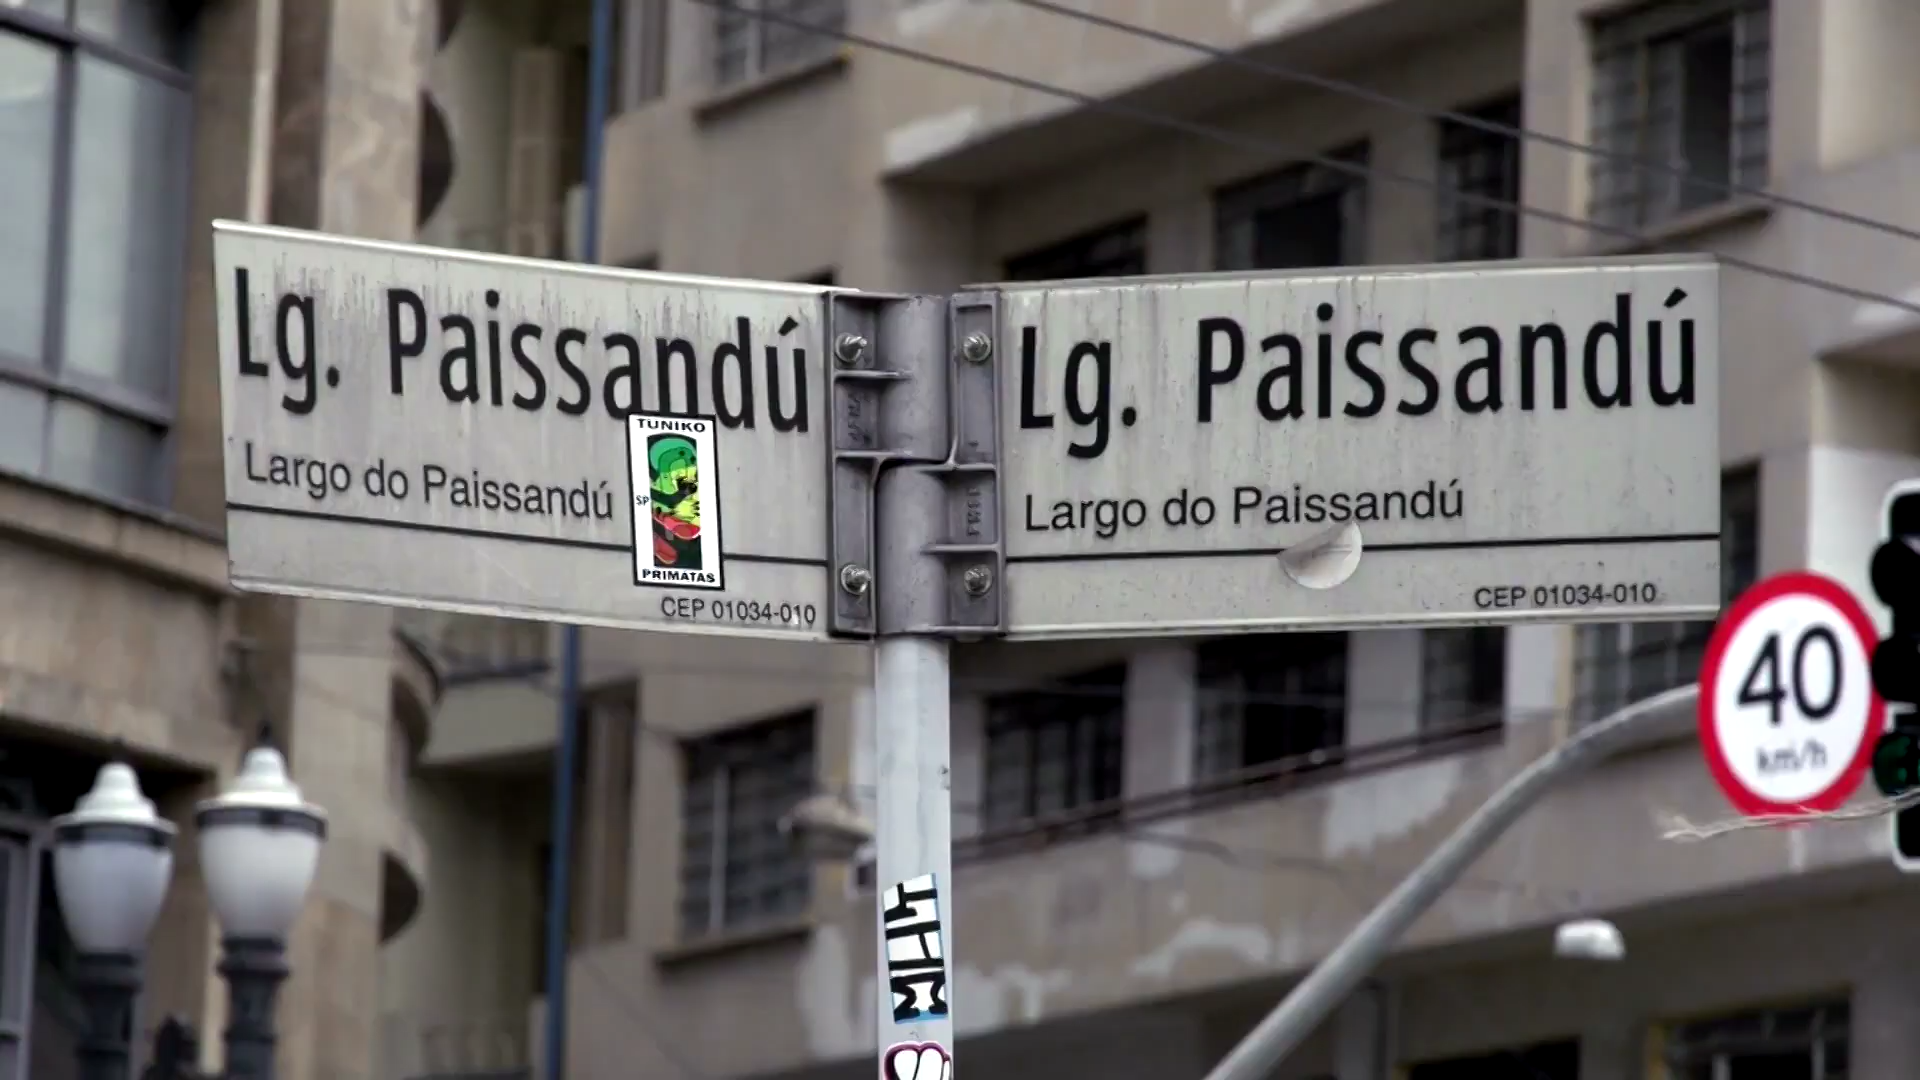 Lg. Paissandú
Largo do Paissandú
TUNIKO
SP
PRIMATAS
CEP 01034-010
Lg. Paissandú
Largo do Paissandú
CEP 01034-010
40
km/h